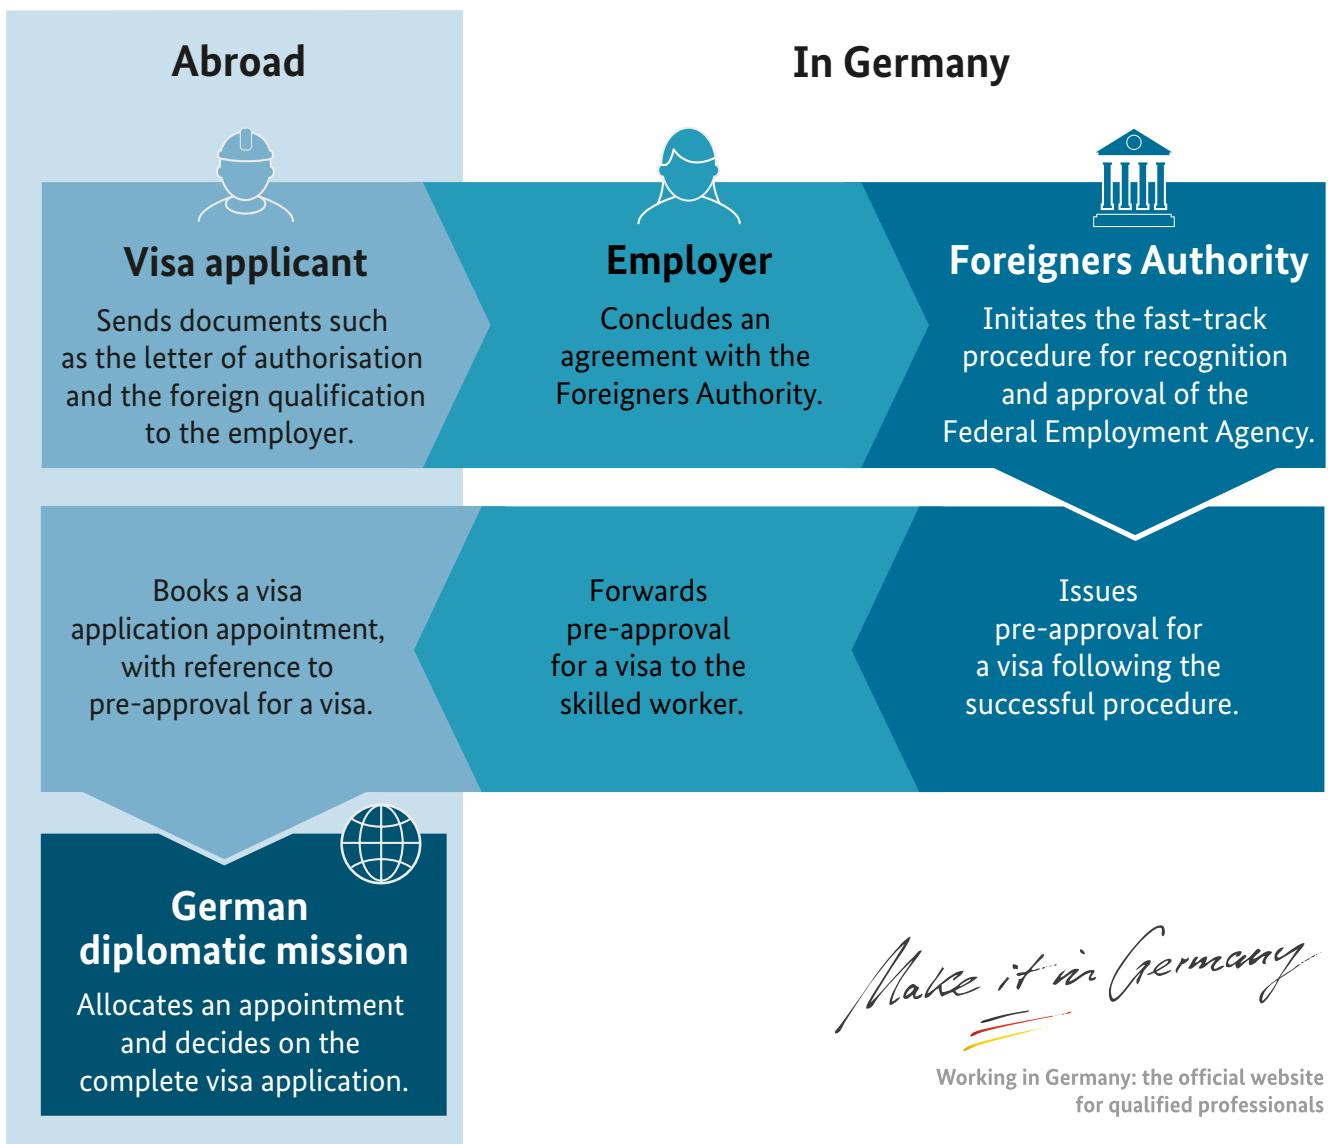 Abroad
In Germany
Visa applicant
Sends documents such
as the letter of authorisation
and the foreign qualification
to the employer.
Employer
Concludes an
agreement with the
Foreigners Authority.
Foreigners Authority
Initiates the fast-track
procedure for recognition
and approval of the
Federal Employment Agency.
Issues
pre-approval for
a visa following the
successful procedure.
Forwards
pre-approval
for a visa to the
skilled worker.
Books a visa
application appointment,
with reference to
pre-approval for a visa.
German
diplomatic mission
Allocates an appointment
and decides on the
complete visa application.
Make it in Germany
Working in Germany: the official website
for qualified professionals